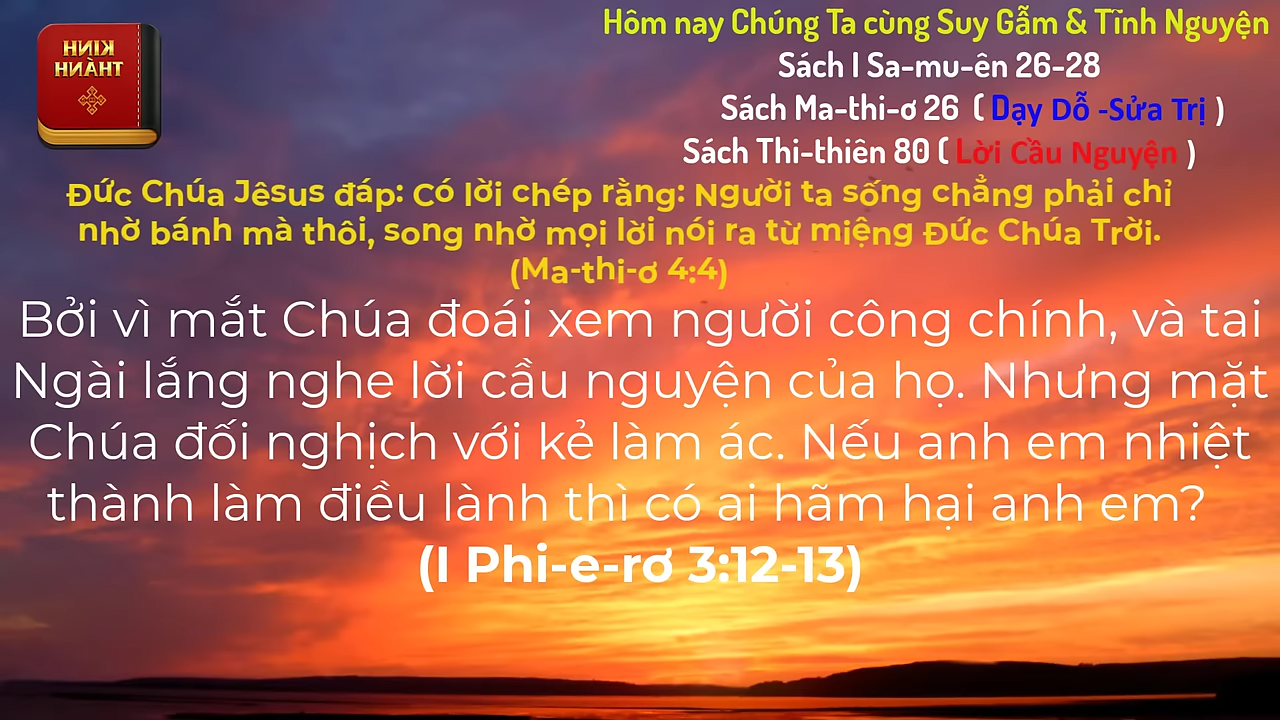 KINH
THÀNH
Hôm nay Chúng Ta cùng Suy Gẫm & Tĩnh Nguyện
Sách I Sa-mu-ên 26-28
Sách Ma-thi-ơ 26 ( Dạy Dỗ -Sửa Trị )
Sách Thi-thiên 80 ( Lời Cầu Nguyện )
Đức Chúa Jêsus đáp: Có lời chép rằng: Người ta sống chẳng phải chỉ
nhờ bánh mà thôi, song nhờ mọi lời nói ra từ miệng Đức Chúa Trời.
(Ma-thi-ơ 4:4)
Bởi vì mắt Chúa đoái xem người công chính, và tai
Ngài lắng nghe lời cầu nguyện của họ. Nhưng mặt
Chúa đối nghịch với kẻ làm ác. Nếu anh em nhiệt
thành làm điều lành thì có ai hãm hại anh em?
(I Phi-e-rơ 3:12-13)